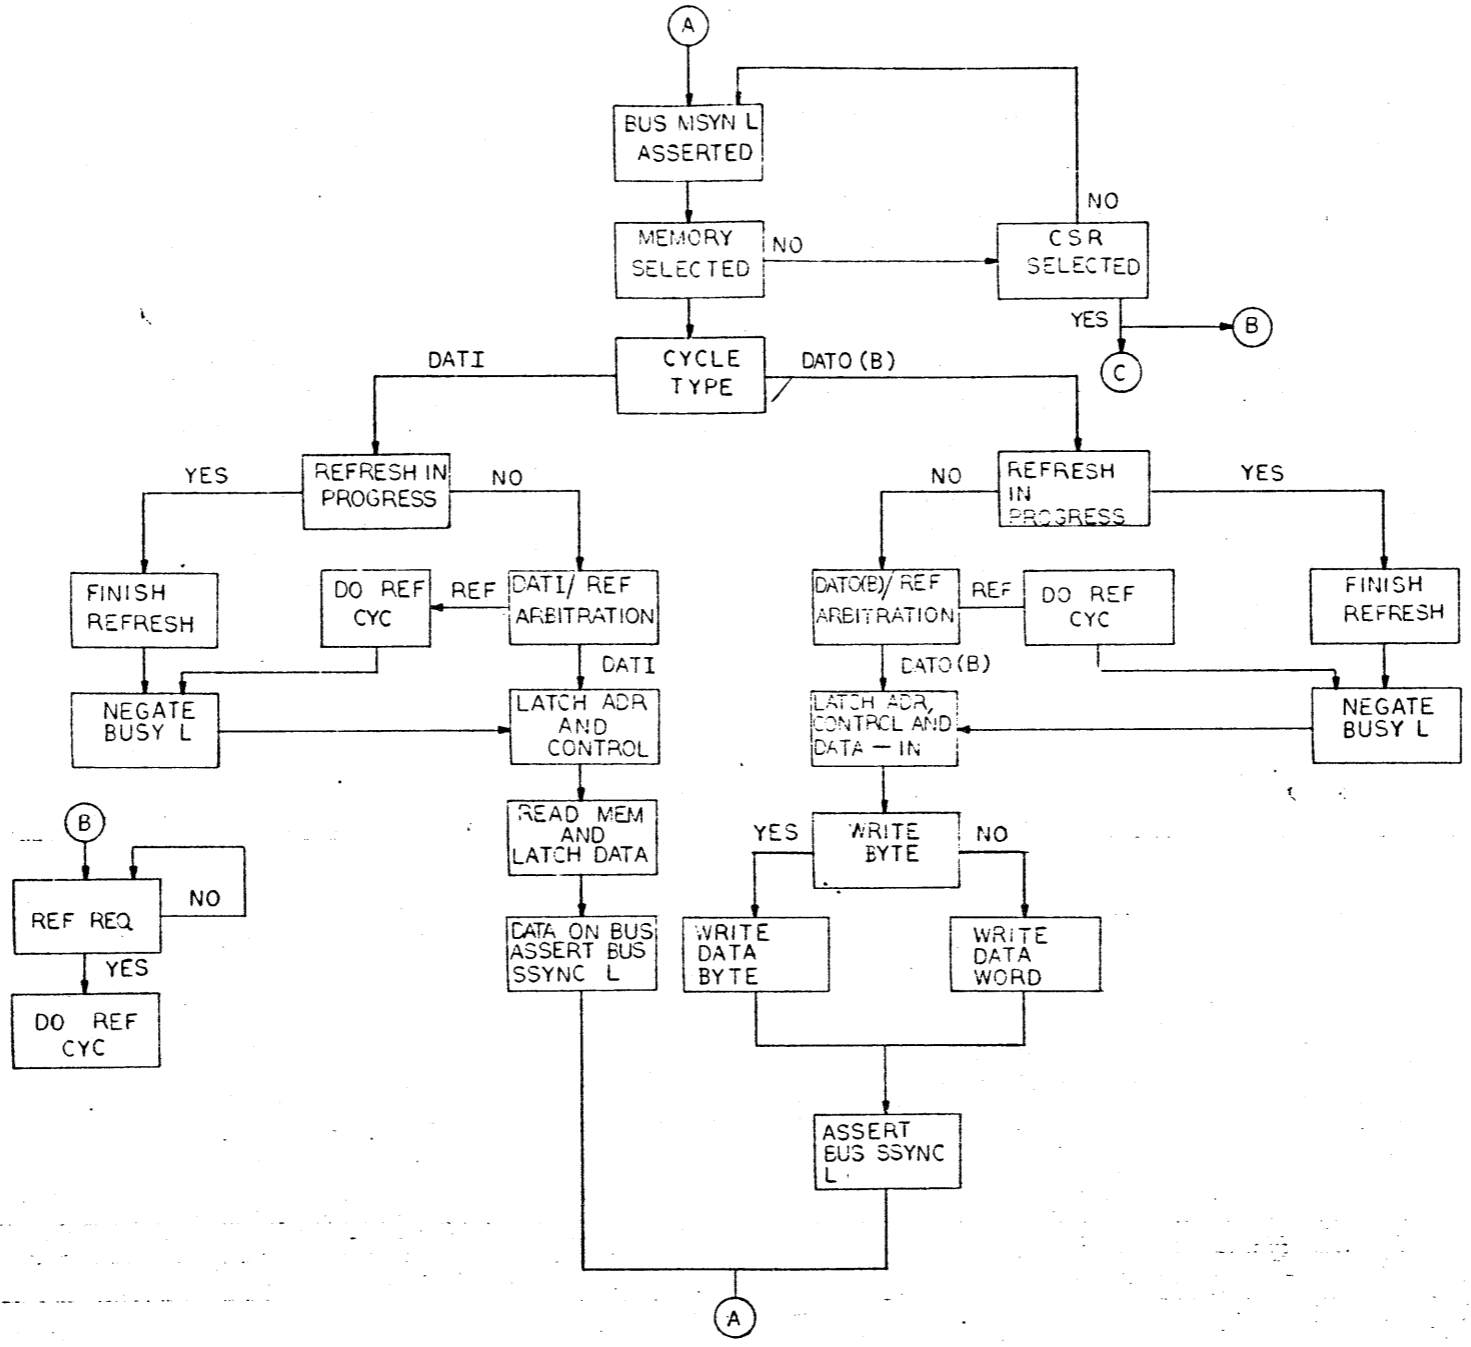 A
BUS MSYN L
ASSERTED
NO
MEMORY
SELECTED
NO
CSR
SELECTED
YES
B
C
DATI
CYCLE
TYPE
DATO (B)
YES
REFRESH IN
PROGRESS
NO
NO
REFRESH
IN
PROGRESS
YES
FINISH
REFRESH
DO REF
CYC
REF
DATI/ REF
ARBITRATION
DATO(B)/ REF
ARBITRATION
REF
DO REF
CYC
FINISH
REFRESH
DATI
DATO (B)
NEGATE
BUSY L
LATCH ADR
AND
CONTROL
LATCH ADR,
CONTROL AND
DATA - IN
NEGATE
BUSY L
READ MEM
AND
LATCH DATA
YES
WRITE
BYTE
NO
B
REF REQ
NO
YES
DO REF
CYC
DATA ON BUS
ASSERT BUS
SSYNC L
WRITE
DATA
BYTE
WRITE
DATA
WORD
ASSERT
BUS SSYNC
L
A